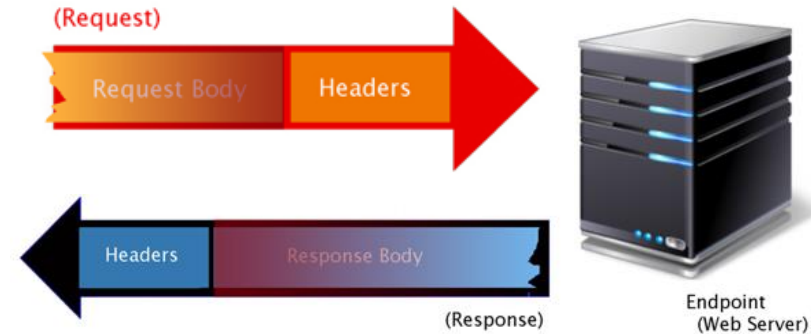 (Request)
Request Body
Headers
Headers
Response Body
(Response)
Endpoint
(Web Server)